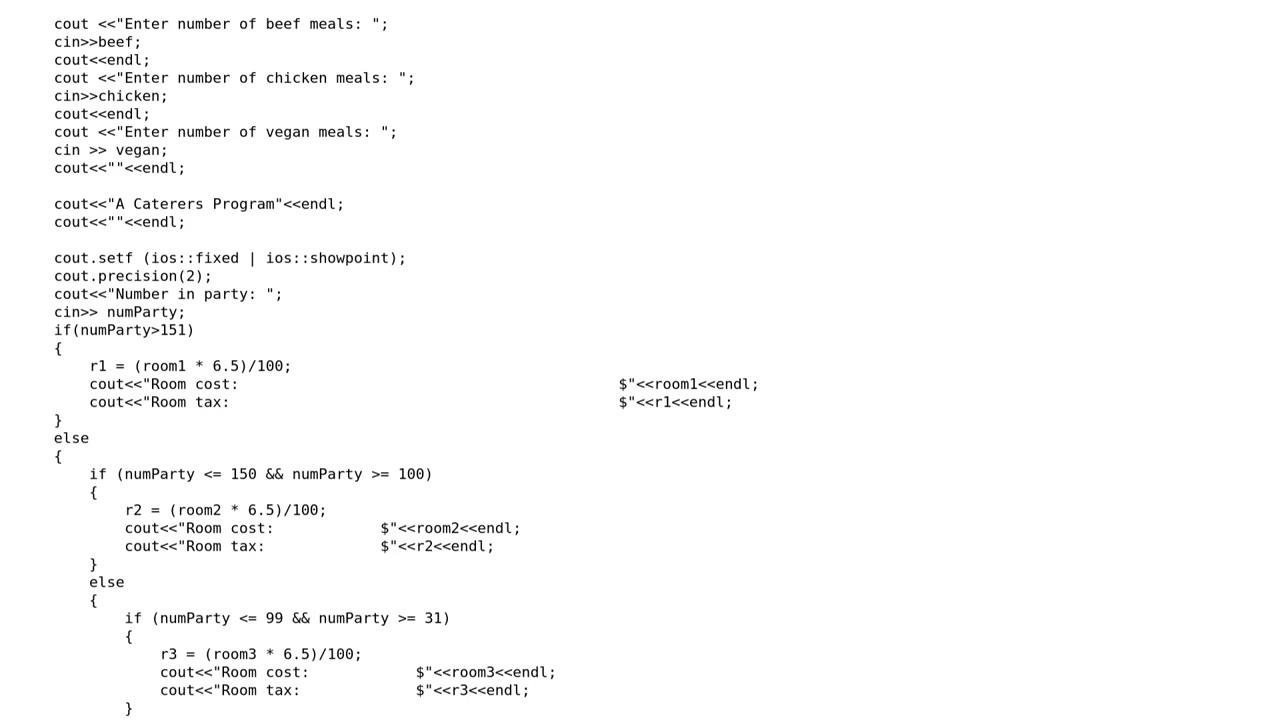 cout <<"Enter number of beef meals: ";
cin>>beef;
cout<<endl;
cout <<"Enter number of chicken meals: ";
cin>>chicken;
cout<<endl;
cout <<"Enter number of vegan meals: ";
cin >> vegan;
cout<<""<<endl;

cout<<"A Caterers Program"<<endl;
cout<<""<<endl;

cout.setf (ios::fixed | ios::showpoint);
cout.precision(2);
cout<<"Number in party: ";
cin>> numParty;
if(numParty>151)
{
    r1 = (room1 * 6.5)/100;
    cout<<"Room cost:                                           $"<<room1<<endl;
    cout<<"Room tax:                                            $"<<r1<<endl;
}
else
{
    if (numParty <= 150 && numParty >= 100)
    {
        r2 = (room2 * 6.5)/100;
        cout<<"Room cost:            $"<<room2<<endl;
        cout<<"Room tax:             $"<<r2<<endl;
    }
    else
    {
        if (numParty <= 99 && numParty >= 31)
        {
            r3 = (room3 * 6.5)/100;
            cout<<"Room cost:            $"<<room3<<endl;
            cout<<"Room tax:             $"<<r3<<endl;
        }